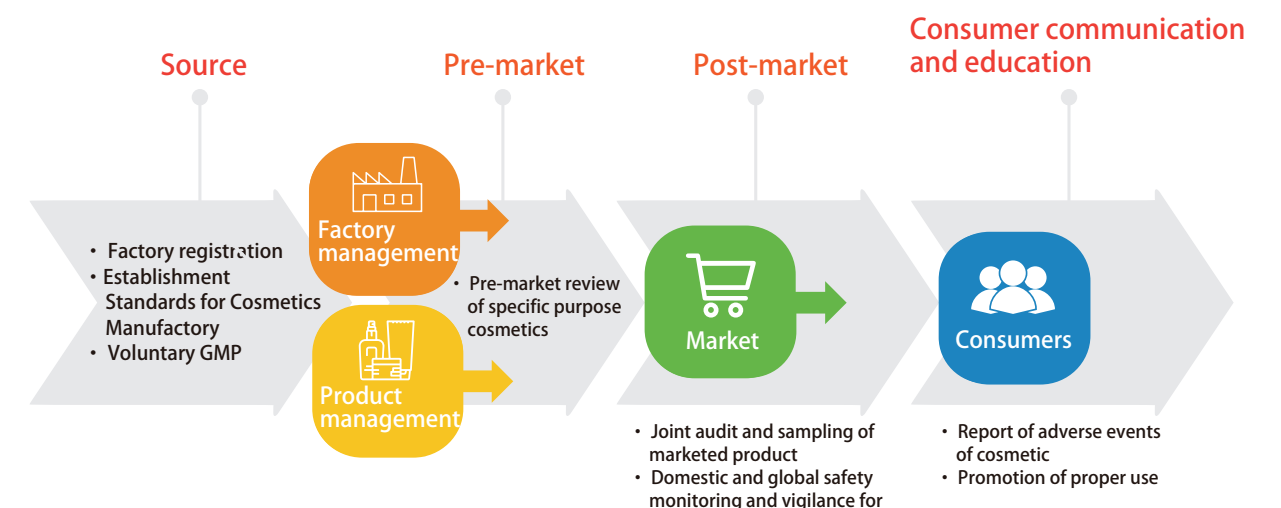 Source
Pre-market
Post-market
Consumer communication
and education
• Factory registration
• Establishment
Standards for Cosmetics
Manufactory
• Voluntary GMP
Factory
management
Product
management
• Pre-market review
of specific purpose
cosmetics
Market
• Joint audit and sampling of
marketed product
• Domestic and global safety
monitoring and vigilance for
Consumers
• Report of adverse events
of cosmetic
• Promotion of proper use